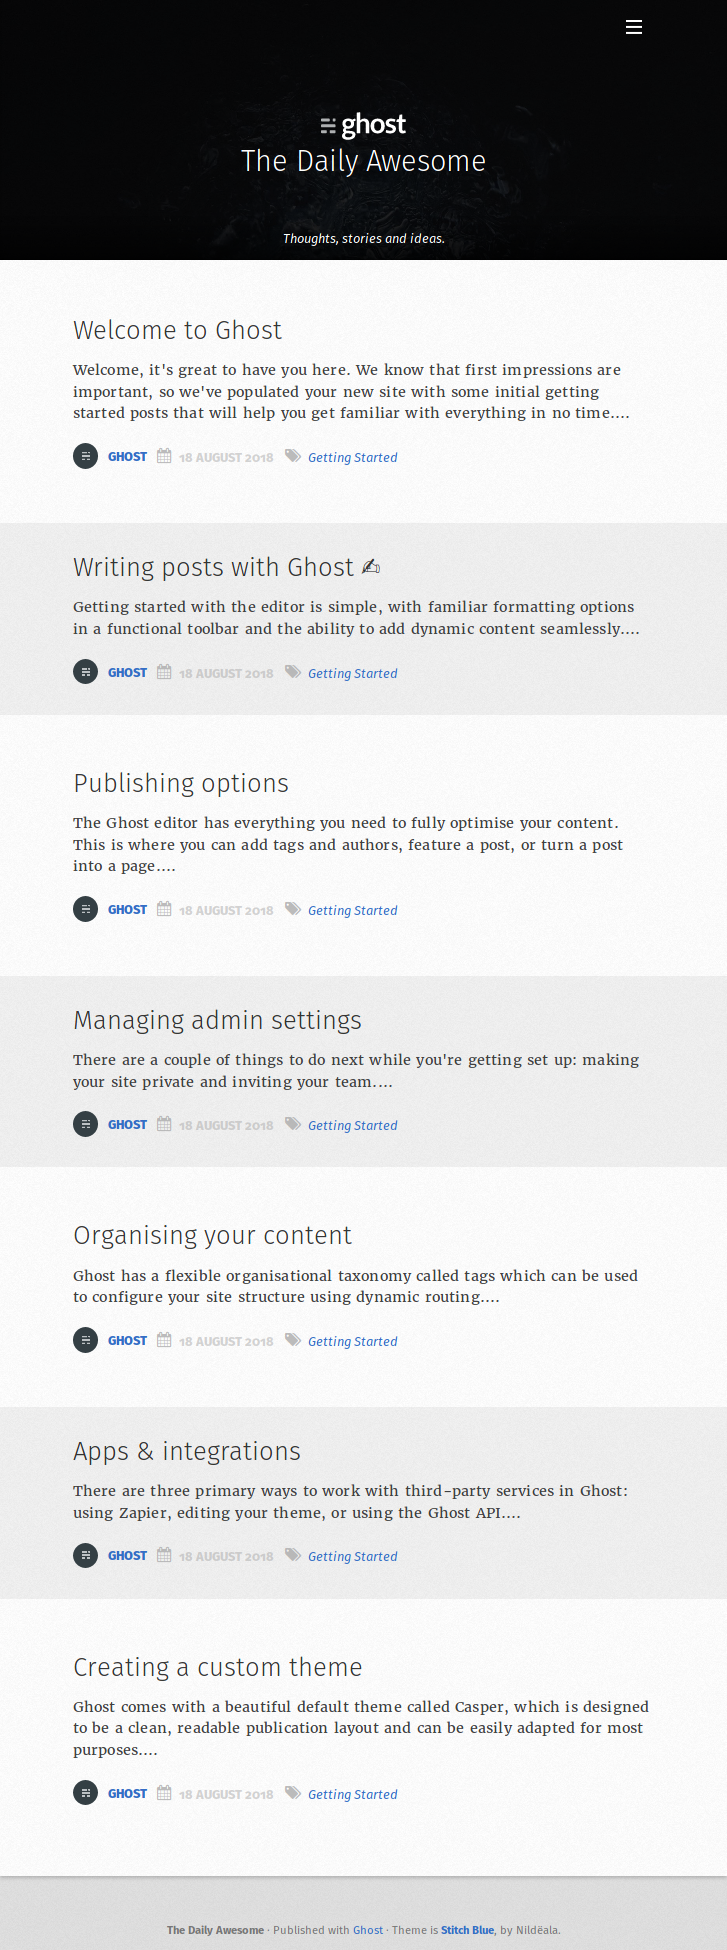 ghost
The Daily Awesome
Thoughts, stories and ideas.
Welcome to Ghost
Welcome, it's great to have you here. We know that first impressions are
important, so we've populated your new site with some initial getting
started posts that will help you get familiar with everything in no time....
GHOST 18 AUGUST 2018 Getting Started
Writing posts with Ghost ✍
Getting started with the editor is simple, with familiar formatting options
in a functional toolbar and the ability to add dynamic content seamlessly....
GHOST 18 AUGUST 2018 Getting Started
Publishing options
The Ghost editor has everything you need to fully optimise your content.
This is where you can add tags and authors, feature a post, or turn a post
into a page....
GHOST 18 AUGUST 2018 Getting Started
Managing admin settings
There are a couple of things to do next while you're getting set up: making
your site private and inviting your team....
GHOST 18 AUGUST 2018 Getting Started
Organising your content
Ghost has a flexible organisational taxonomy called tags which can be used
to configure your site structure using dynamic routing....
GHOST 18 AUGUST 2018 Getting Started
Apps & integrations
There are three primary ways to work with third-party services in Ghost:
using Zapier, editing your theme, or using the Ghost API....
GHOST 18 AUGUST 2018 Getting Started
Creating a custom theme
Ghost comes with a beautiful default theme called Casper, which is designed
to be a clean, readable publication layout and can be easily adapted for most
purposes....
GHOST 18 AUGUST 2018 Getting Started
The Daily Awesome · Published with Ghost · Theme is Stitch Blue, by Nildëala.